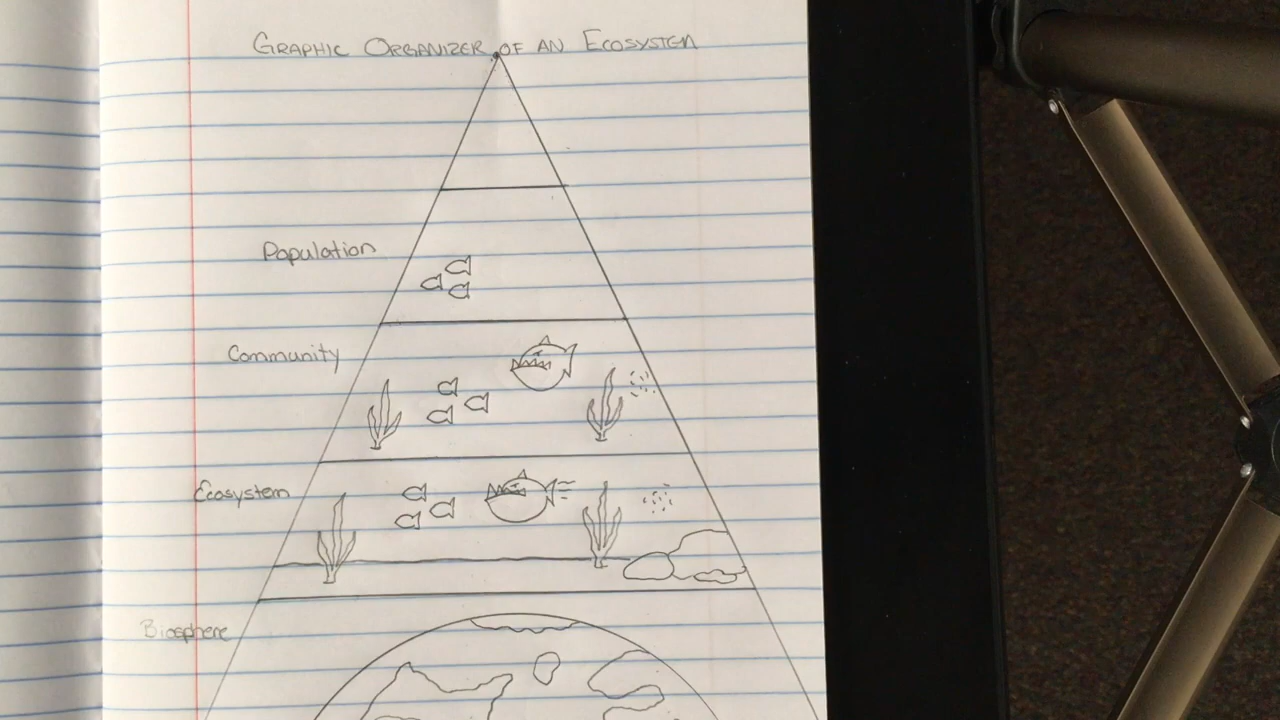 GRAPHIC ORGANIZER OF AN ECOSYSTEM
Population
Community
Ecosystem
Biosphere